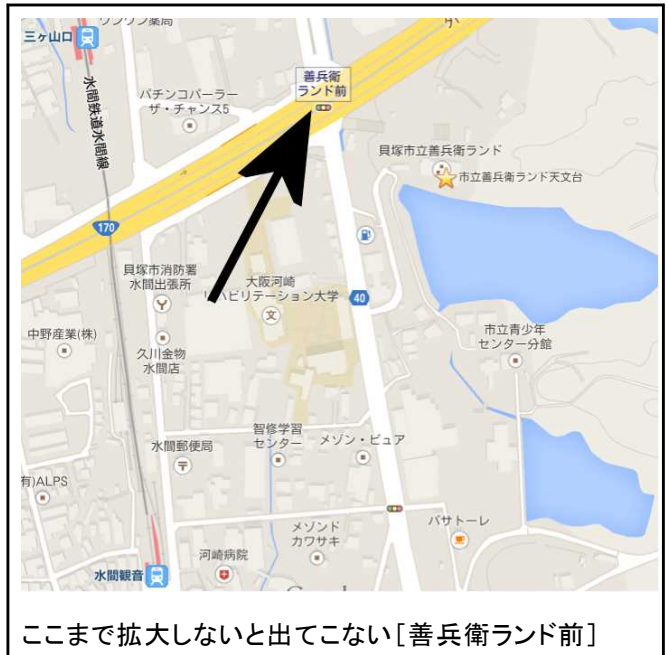 ワンワン薬局
三ヶ山口
善兵衛
ランド前
パチンコパーラー
ザ・チャンス5
水間鉄道水間線
貝塚市立善兵衛ランド
市立善兵衛ランド天文台
170
貝塚市消防署
水間出張所
大阪河崎
リハビリテーション大学
40
中野産業(株)
久川金物
水間店
市立青少年
センター分館
智修学習
センター
メゾン・ピュア
水間郵便局
有)ALPS
メゾンド
カワサキ
パサトーレ
河崎病院
水間観音
ここまで拡大しないと出てこない[善兵衛ランド前]